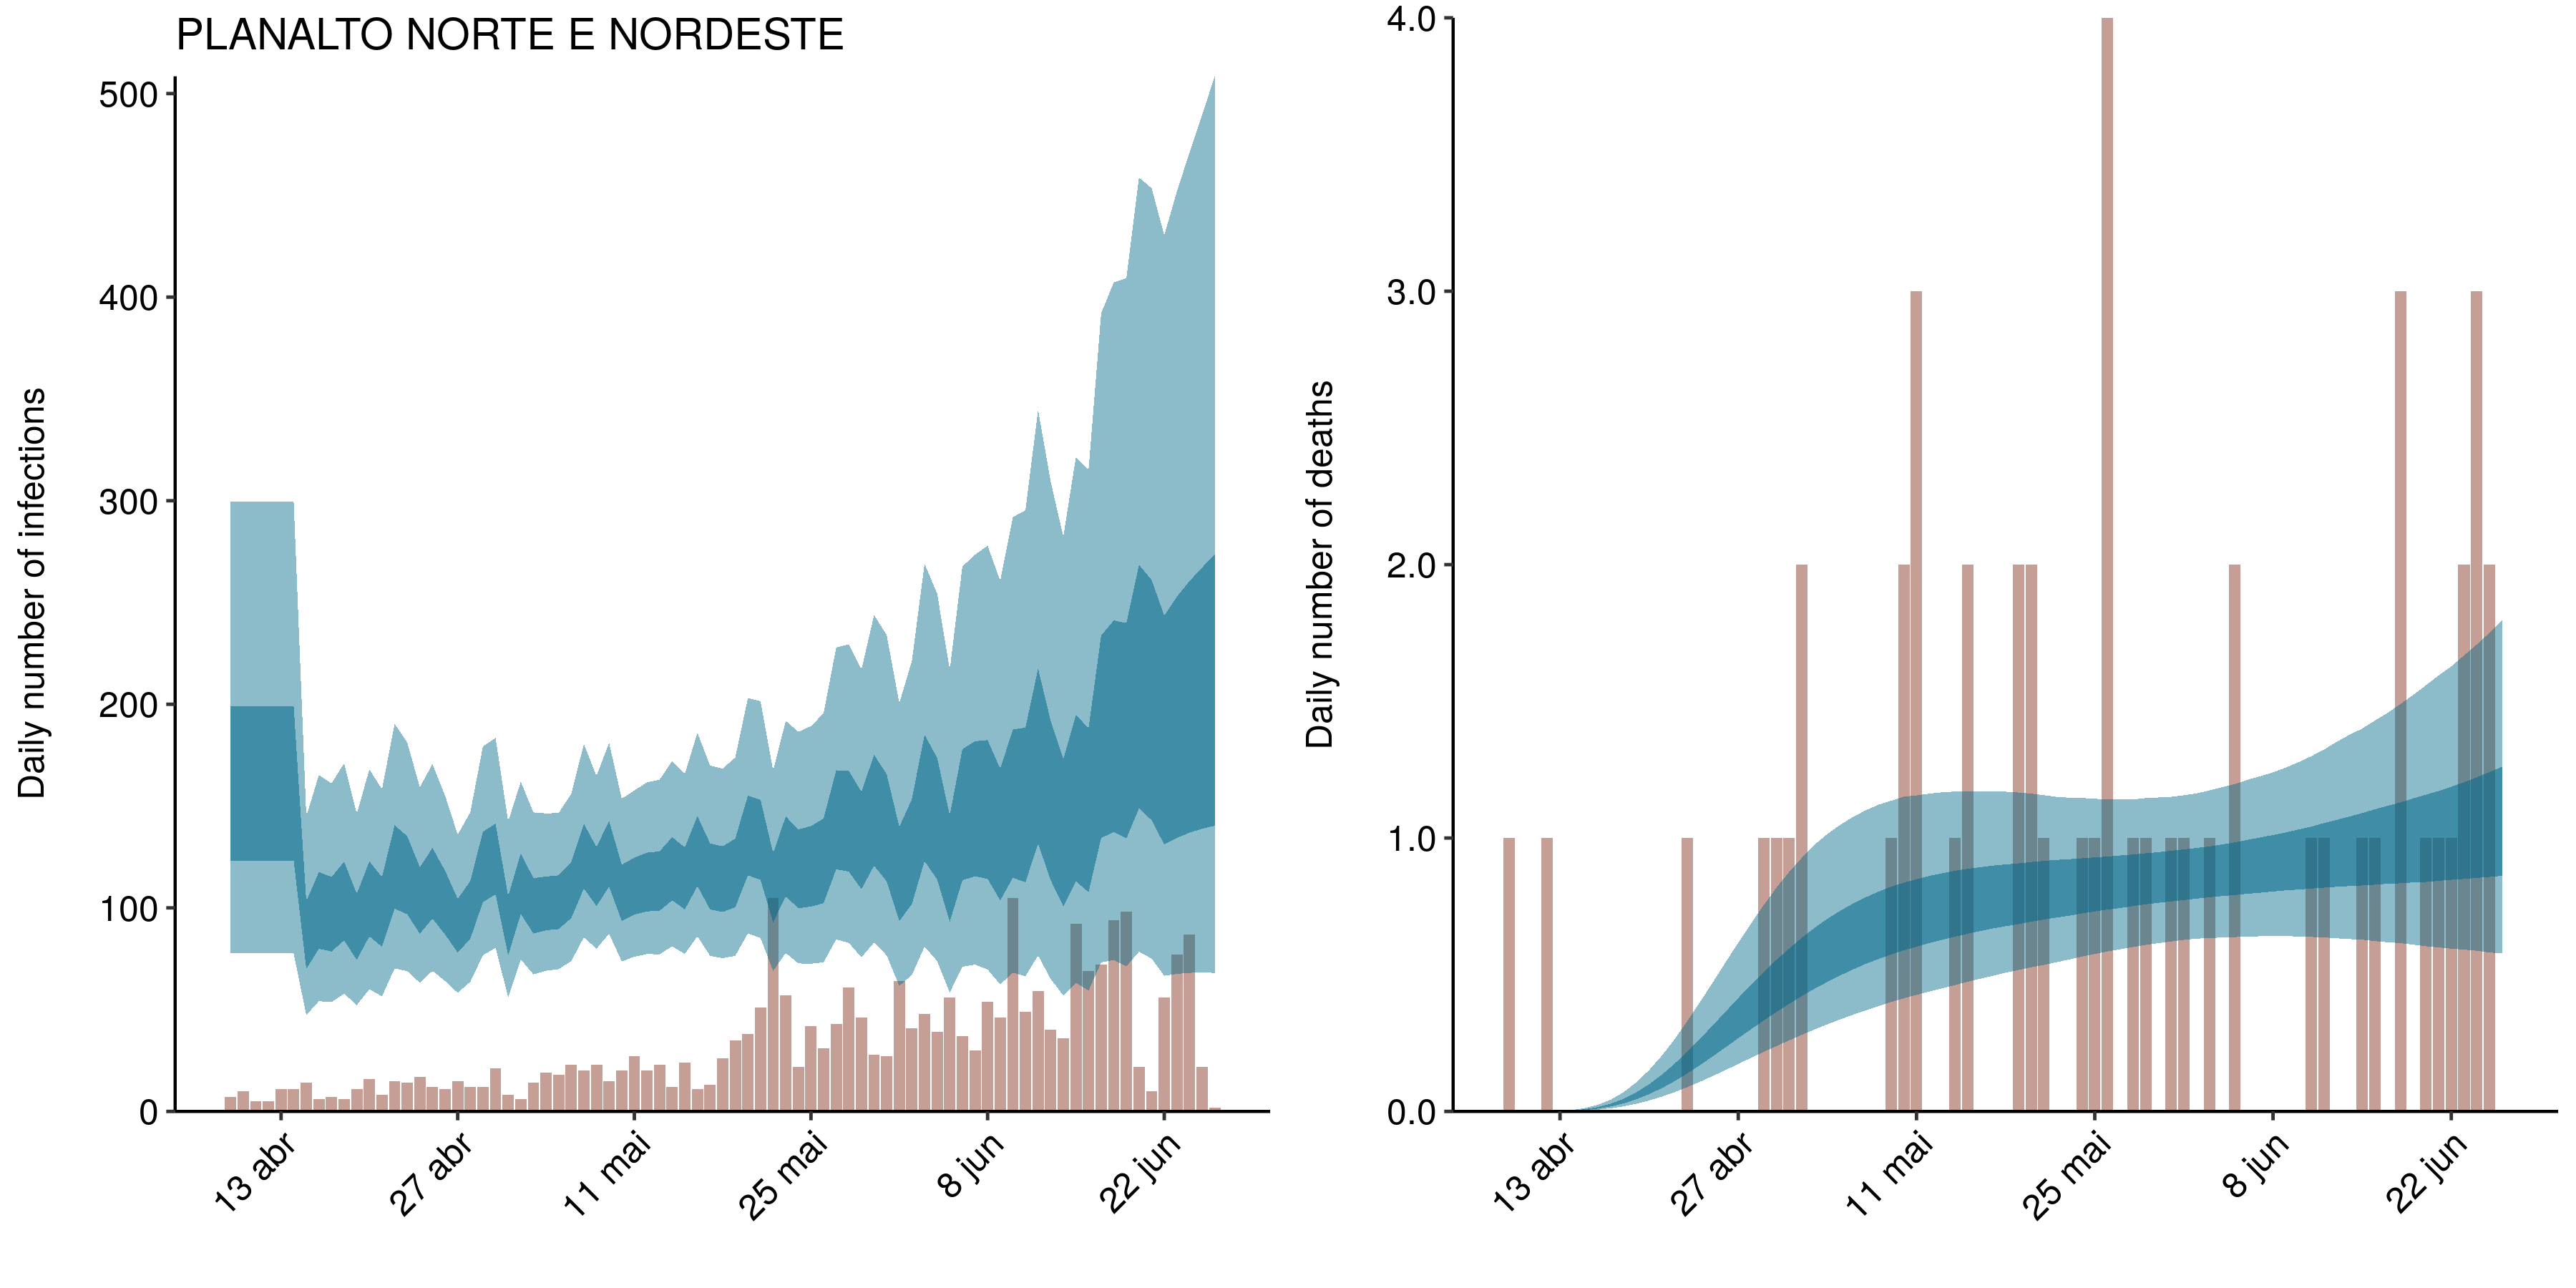 PLANALTO NORTE E NORDESTE
Daily number of infections
500
400
300
200
100
0
13 abr
27 abr
11 mai
25 mai
8 jun
22 jun
Daily number of deaths
4.0
3.0
2.0
1.0
0.0
13 abr
27 abr
11 mai
25 mai
8 jun
22 jun